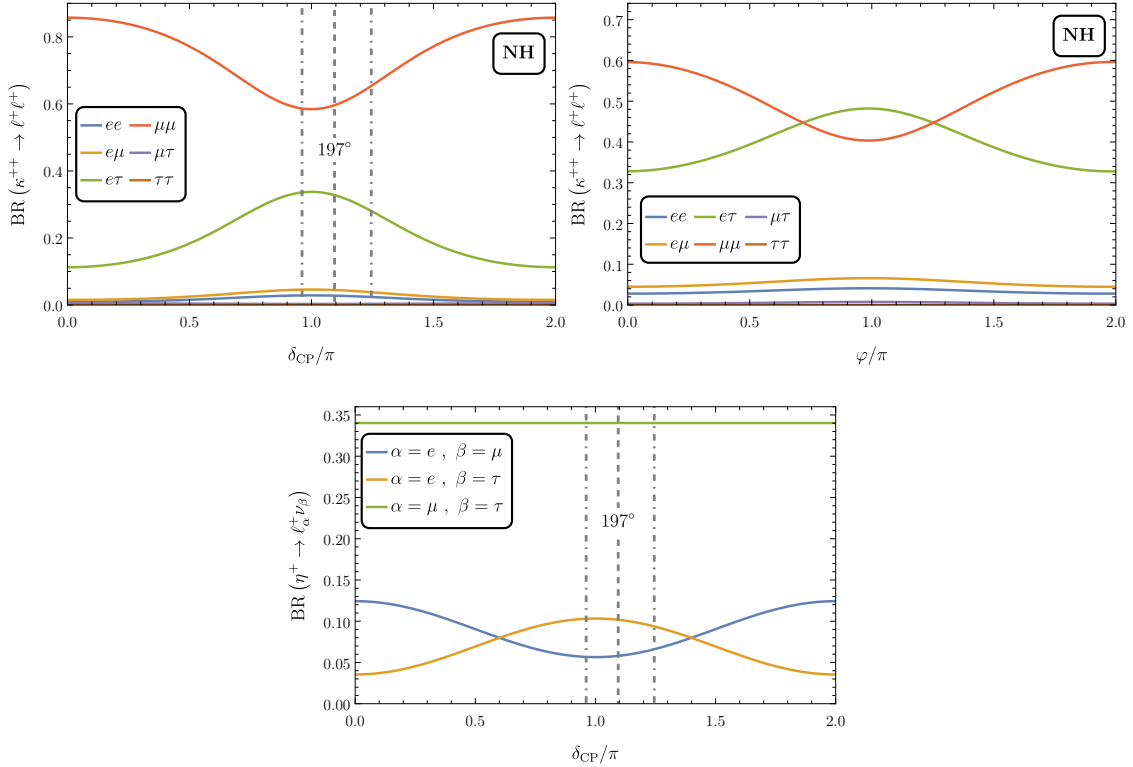 BR (κ⁺⁺ → ℓ⁺ℓ⁺)
0.8
0.6
0.4
0.2
0.0
NH
ee μμ
eμ μτ
eτ ττ
197°
0.0 0.5 1.0 1.5 2.0
δ_CP/π
BR (κ⁺⁺ → ℓ⁺ℓ⁺)
0.7
0.6
0.5
0.4
0.3
0.2
0.1
0.0
NH
ee eτ μτ
eμ μμ ττ
0.0 0.5 1.0 1.5 2.0
φ/π
BR (η⁺ → ℓ_α⁺ν_β)
0.35
0.30
0.25
0.20
0.15
0.10
0.05
0.00
α = e , β = μ
α = e , β = τ
α = μ , β = τ
197°
0.0 0.5 1.0 1.5 2.0
δ_CP/π